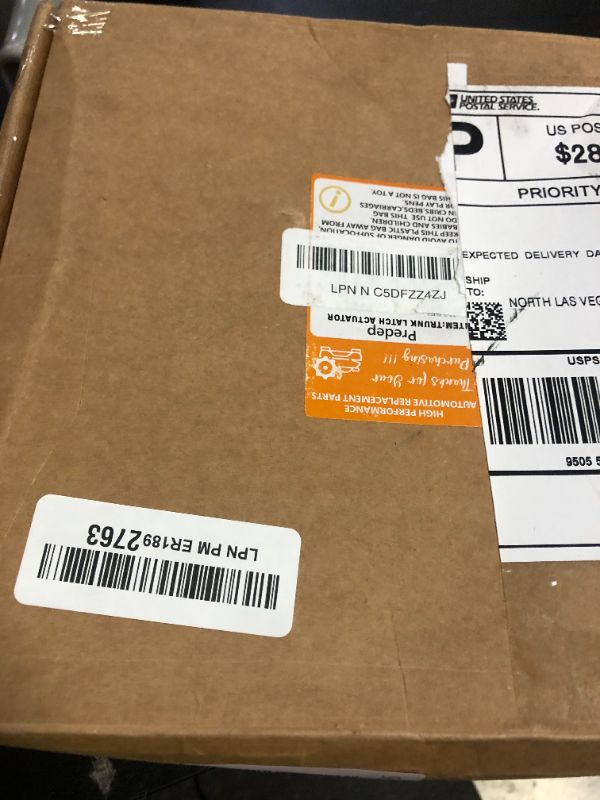 UNITED STATES
POSTAL SERVICE.
P
US POS
$28
PRIORITY
EXPECTED DELIVERY DA
SHIP
TO:
NORTH LAS VEG
USPS
9505 5
HIGH PERFORMANCE
AUTOMOTIVE REPLACEMENT PARTS
Thanks for Your
Purchasing !!!
Predep
ITEM:TRUNK LATCH ACTUATOR
TO AVOID DANGER OF SUFFOCATION,
KEEP THIS PLASTIC BAG AWAY FROM
BABIES AND CHILDREN.
DO NOT USE THIS BAG
IN CRIBS,BEDS,CARRIAGES
OR PLAY PENS.
THIS BAG IS NOT A TOY.
i
LPN N C5DFZZ4ZJ
LPN PM ER1892763